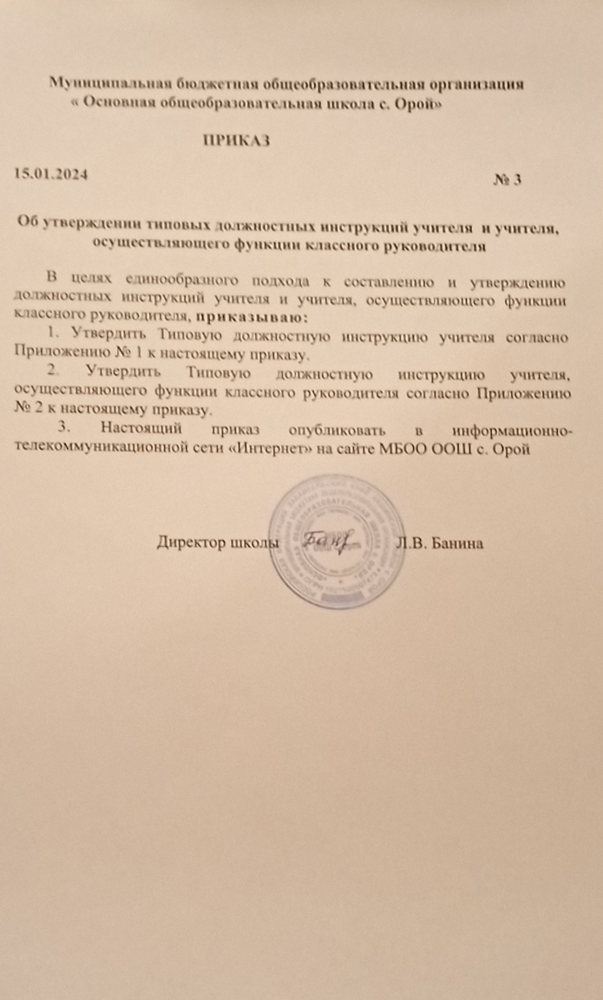 Муниципальная бюджетная общеобразовательная организация
« Основная общеобразовательная школа с. Орой»
ПРИКАЗ
15.01.2024 № 3
Об утверждении типовых должностных инструкций учителя и учителя,
осуществляющего функции классного руководителя
В целях единообразного подхода к составлению и утверждению
должностных инструкций учителя и учителя, осуществляющего функции
классного руководителя, приказываю:
1. Утвердить Типовую должностную инструкцию учителя согласно
Приложению № 1 к настоящему приказу.
2. Утвердить Типовую должностную инструкцию учителя,
осуществляющего функции классного руководителя согласно Приложению
№ 2 к настоящему приказу.
3. Настоящий приказ опубликовать в информационно-
телекоммуникационной сети «Интернет» на сайте МБОО ООШ с. Орой
Директор школы Л.В. Банина